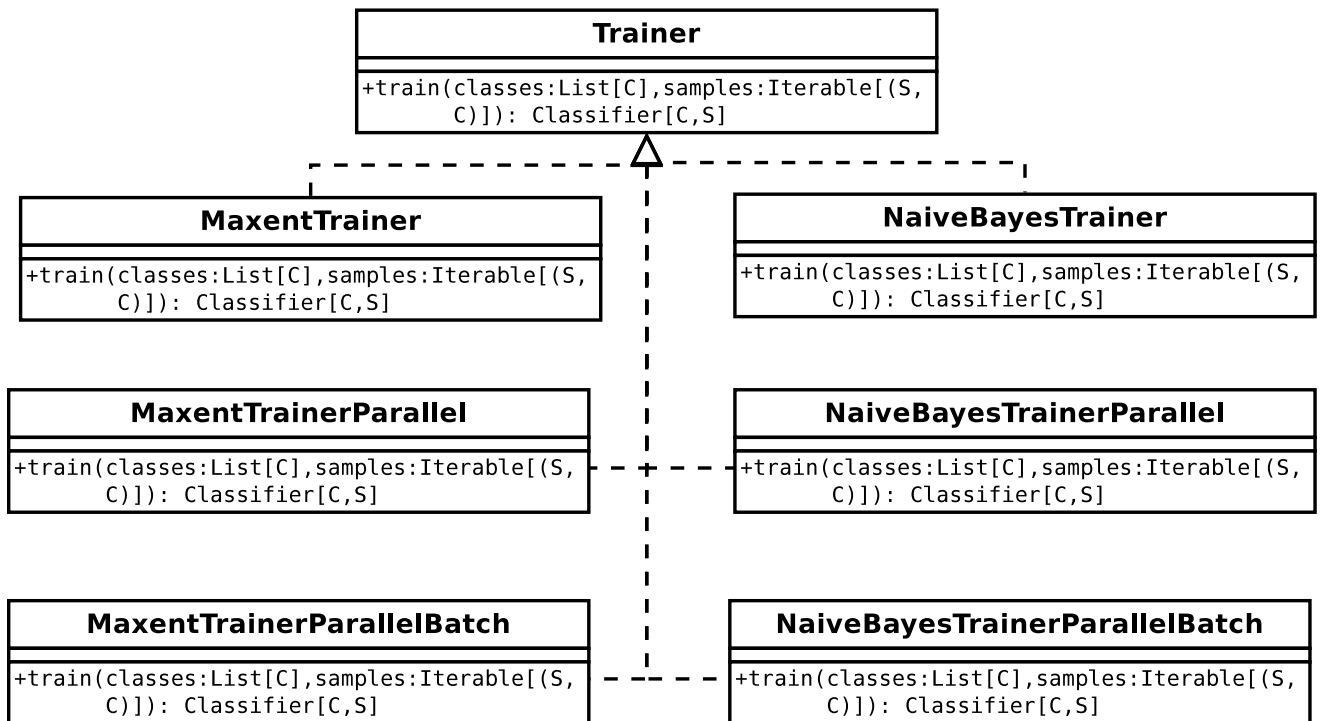 Trainer
+train(classes:List[C],samples:Iterable[(S,
C)]): Classifier[C,S]
MaxentTrainer
+train(classes:List[C],samples:Iterable[(S,
C)]): Classifier[C,S]
NaiveBayesTrainer
+train(classes:List[C],samples:Iterable[(S,
C)]): Classifier[C,S]
MaxentTrainerParallel
+train(classes:List[C],samples:Iterable[(S,
C)]): Classifier[C,S]
NaiveBayesTrainerParallel
+train(classes:List[C],samples:Iterable[(S,
C)]): Classifier[C,S]
MaxentTrainerParallelBatch
+train(classes:List[C],samples:Iterable[(S,
C)]): Classifier[C,S]
NaiveBayesTrainerParallelBatch
+train(classes:List[C],samples:Iterable[(S,
C)]): Classifier[C,S]